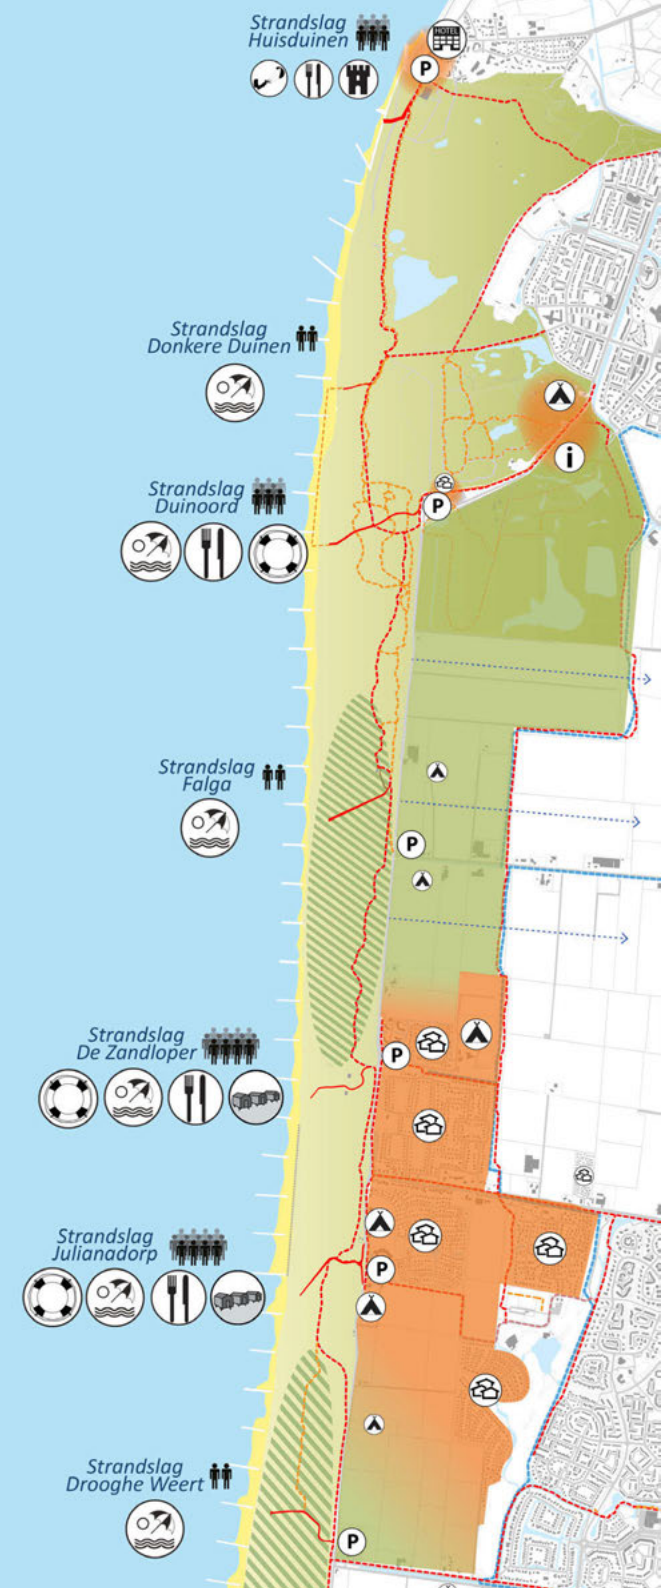 Strandslag
Huisduinen
HOTEL
P
Strandslag
Donkere Duinen
i
Strandslag
Duinoord
P
Strandslag
Falga
P
Strandslag
De Zandloper
P
Strandslag
Julianadorp
P
Strandslag
Drooghe Weert
P